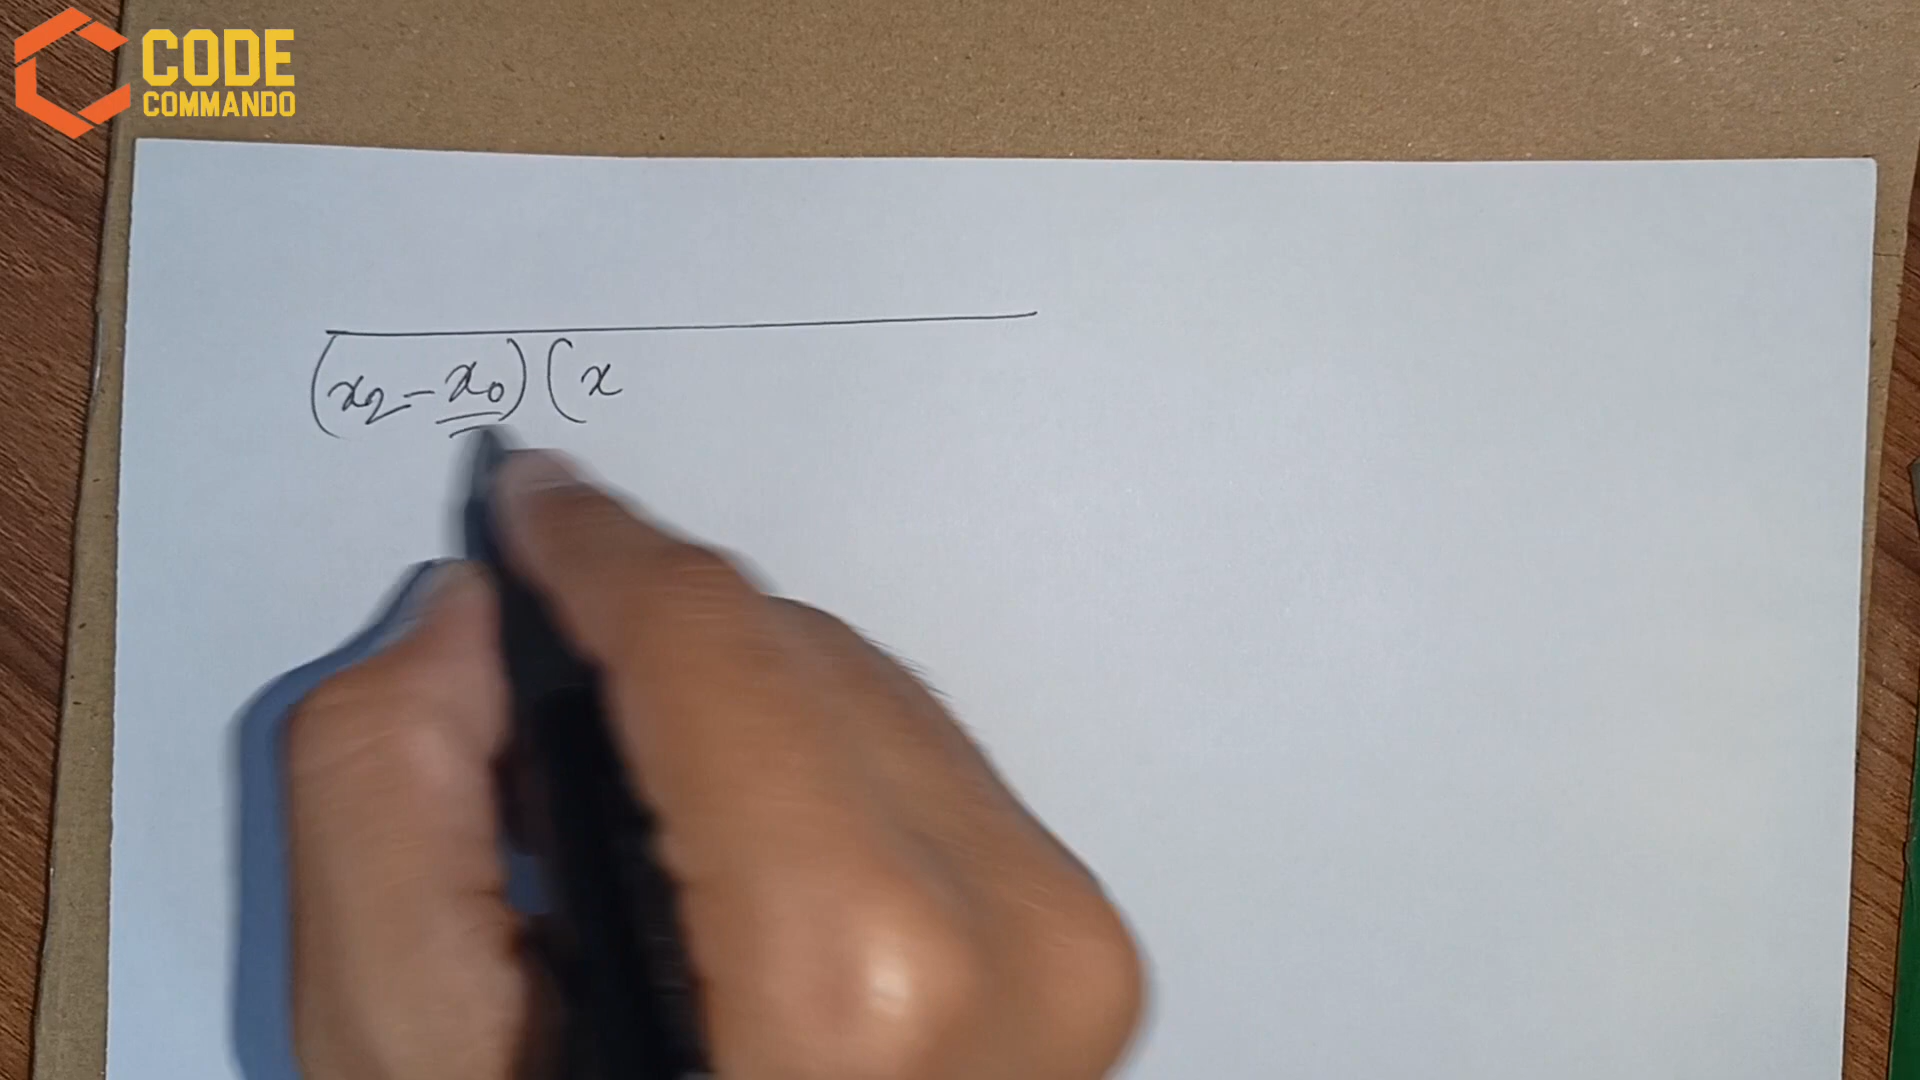 CODE
COMMANDO
(x₂ - x₀) (x